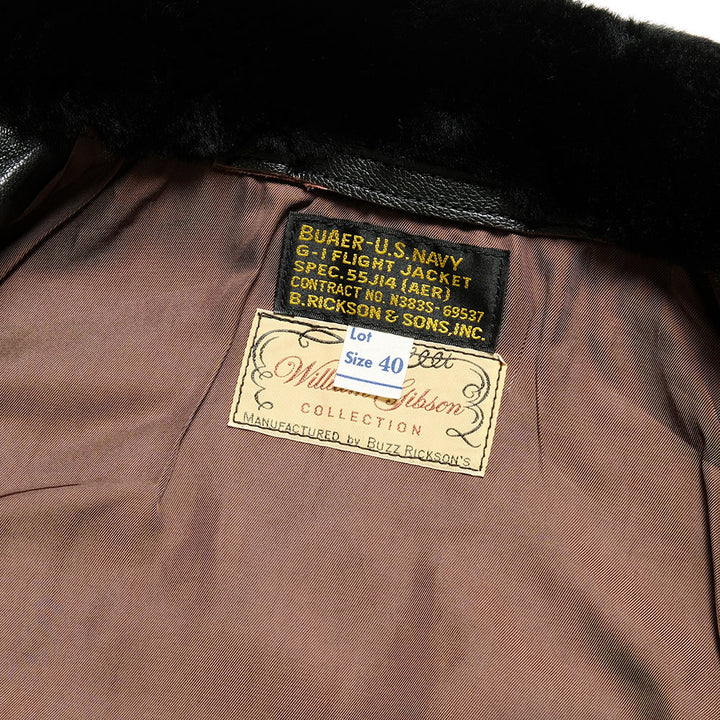 BUAER-U.S. NAVY
G-1 FLIGHT JACKET
SPEC. 55J14 (AER)
CONTRACT NO. N383S-69537
B. RICKSON & SONS, INC.
Lot
Size 40
William Gibson
COLLECTION
MANUFACTURED by BUZZ RICKSON'S